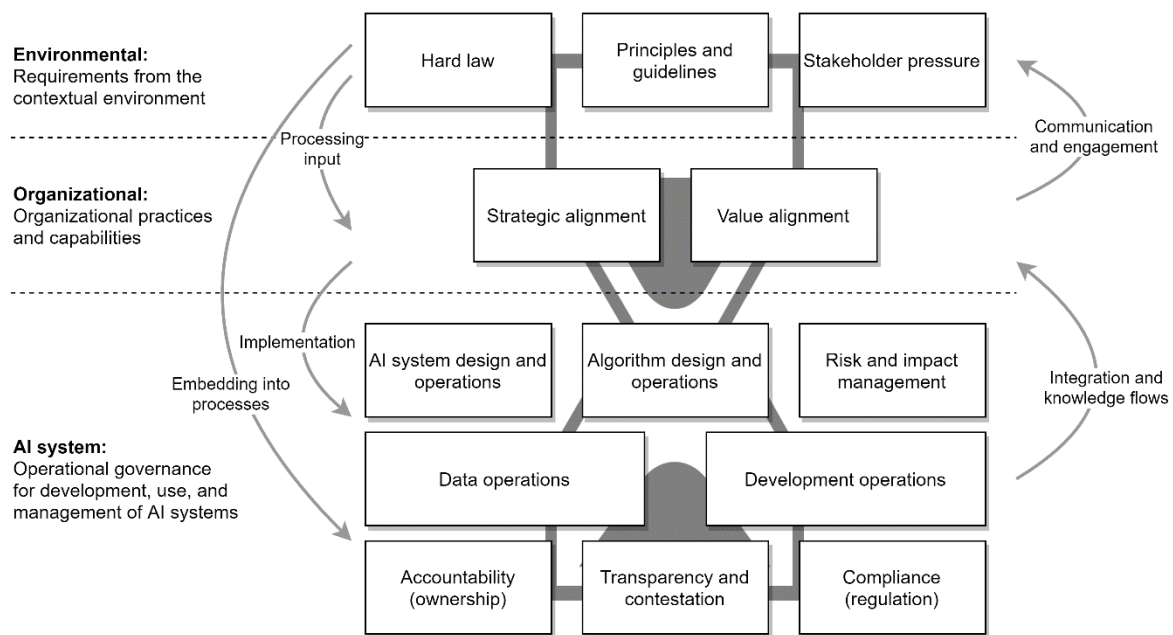 Environmental:
Requirements from the
contextual environment
Hard law
Principles and
guidelines
Stakeholder pressure
Processing
input
Communication
and engagement
Organizational:
Organizational practices
and capabilities
Strategic alignment
Value alignment
Implementation
Embedding into
processes
AI system design and
operations
Algorithm design and
operations
Risk and impact
management
Integration and
knowledge flows
AI system:
Operational governance
for development, use, and
management of AI systems
Data operations
Development operations
Accountability
(ownership)
Transparency and
contestation
Compliance
(regulation)